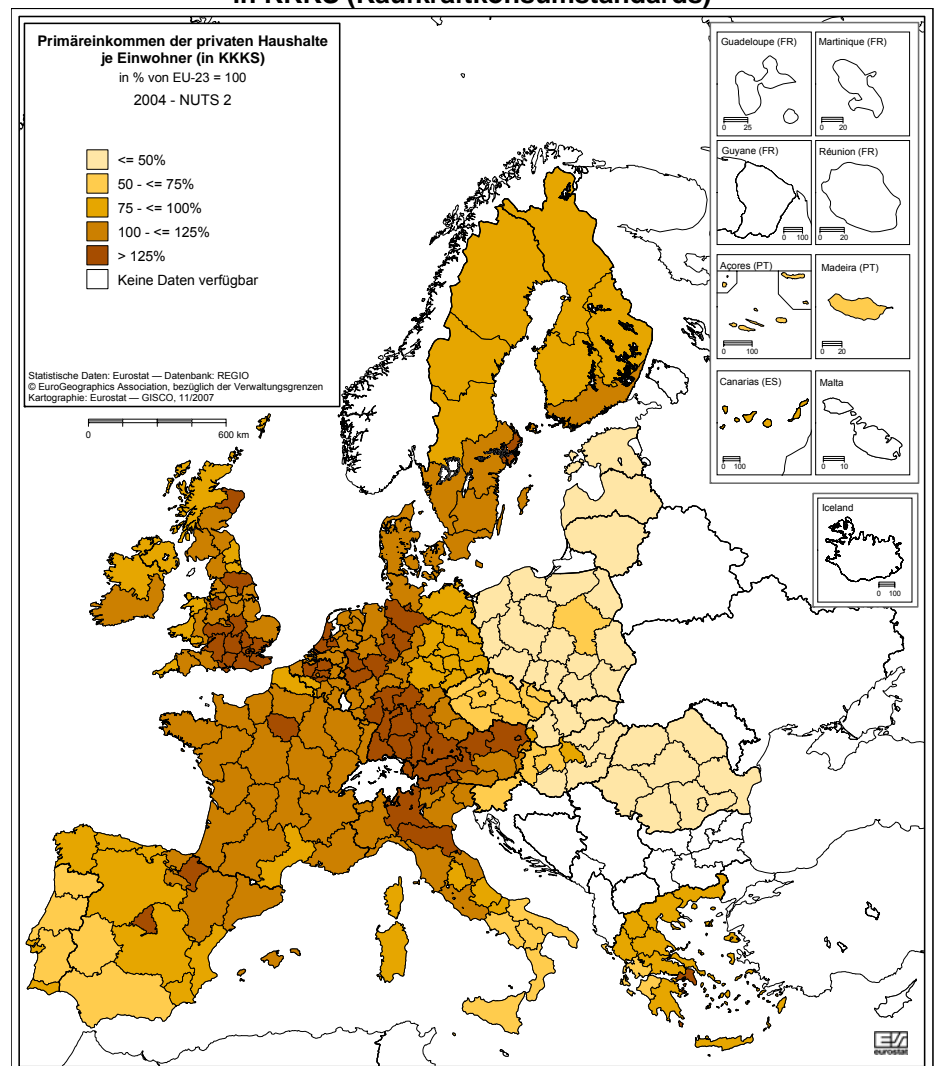 in KKKS (Kaufkraftkonsumstandards)
Primäreinkommen der privaten Haushalte
je Einwohner (in KKKS)
in % von EU-23 = 100
2004 - NUTS 2
<= 50%
50 - <= 75%
75 - <= 100%
100 - <= 125%
> 125%
Keine Daten verfügbar
Statistische Daten: Eurostat — Datenbank: REGIO
© EuroGeographics Association, bezüglich der Verwaltungsgrenzen
Kartographie: Eurostat — GISCO, 11/2007
0 600 km
Guadeloupe (FR) Martinique (FR)
0 25 0 20
Guyane (FR) Réunion (FR)
0 100 0 20
Açores (PT) Madeira (PT)
0 100 0 20
Canarias (ES) Malta
0 100 0 10
Iceland
0 100
eurostat